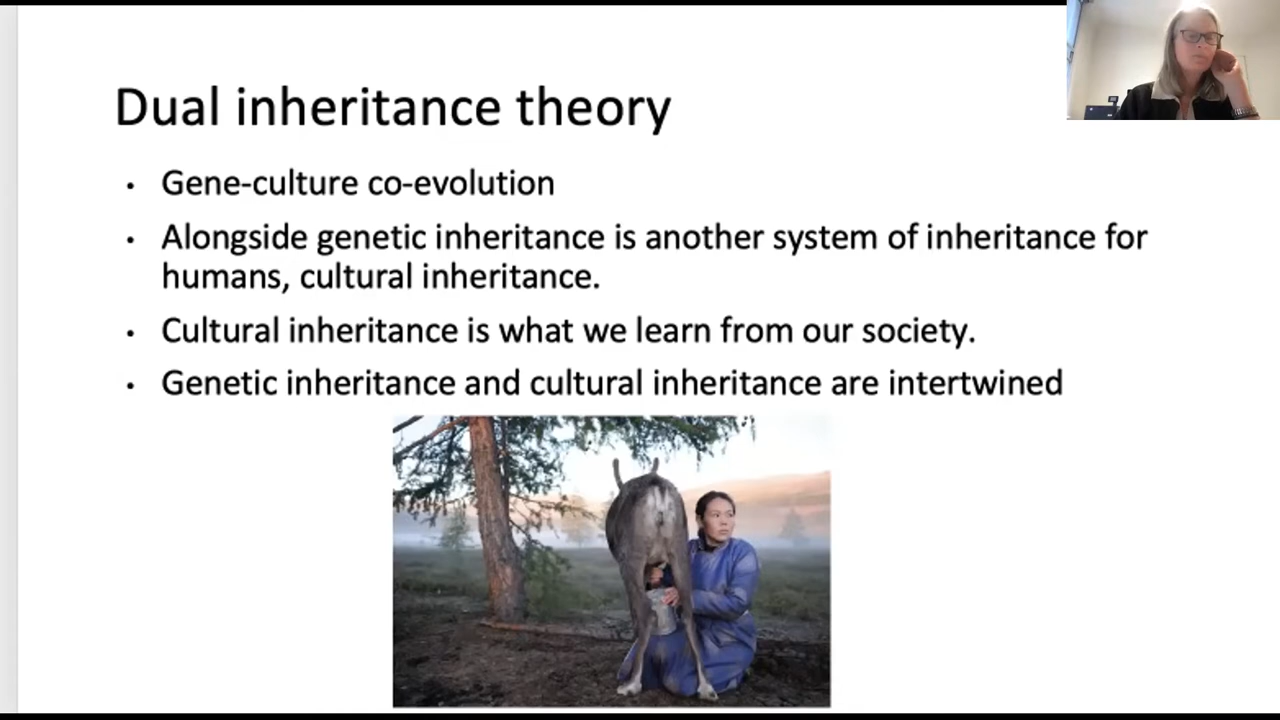 Dual inheritance theory
• Gene-culture co-evolution
• Alongside genetic inheritance is another system of inheritance for
humans, cultural inheritance.
• Cultural inheritance is what we learn from our society.
• Genetic inheritance and cultural inheritance are intertwined